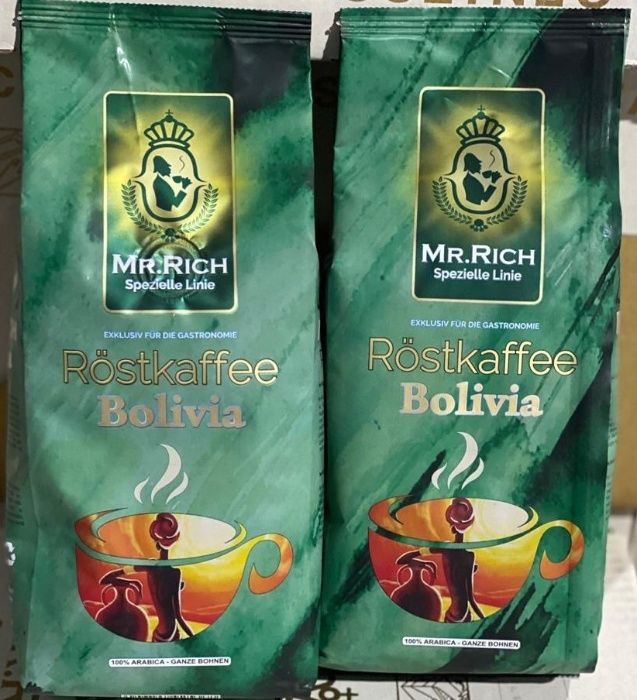 MR.RICH
Spezielle Linie
EXKLUSIV FÜR DIE GASTRONOMIE
Röstkaffee
Bolivia
100% ARABICA - GANZE BOHNEN
MR.RICH
Spezielle Linie
EXKLUSIV FÜR DIE GASTRONOMIE
Röstkaffee
Bolivia
100% ARABICA - GANZE BOHNEN